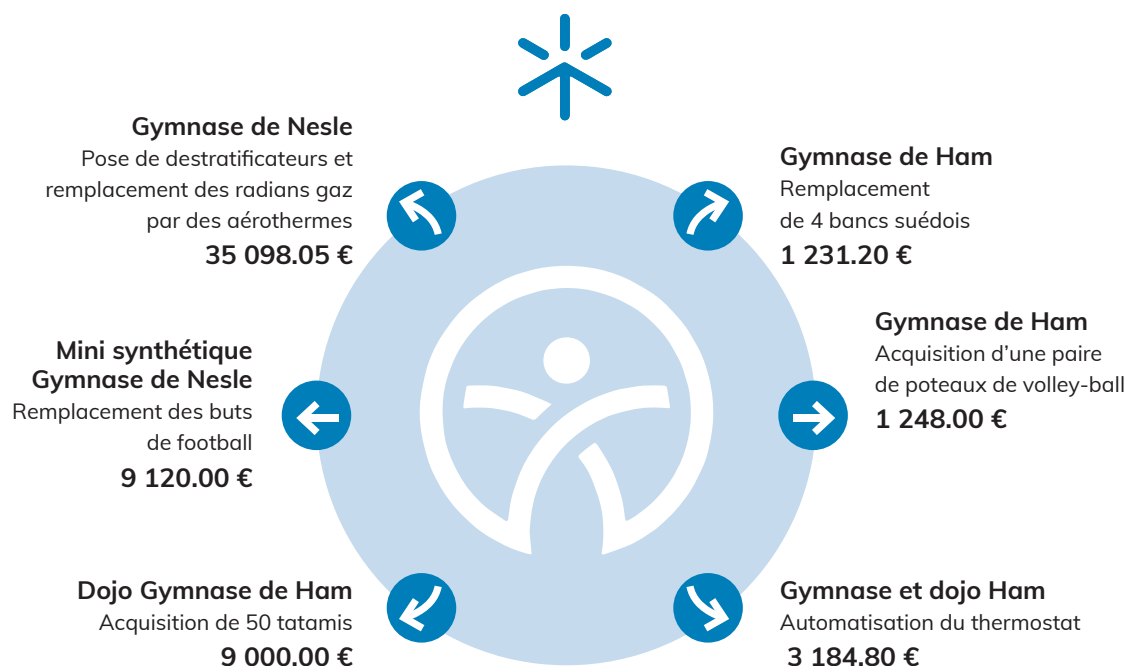 Gymnase de Nesle
Pose de destratificateurs et
remplacement des radians gaz
par des aérothermes
35 098.05 €
Gymnase de Ham
Remplacement
de 4 bancs suédois
1 231.20 €
Mini synthétique
Gymnase de Nesle
Remplacement des buts
de football
9 120.00 €
Gymnase de Ham
Acquisition d’une paire
de poteaux de volley-ball
1 248.00 €
Dojo Gymnase de Ham
Acquisition de 50 tatamis
9 000.00 €
Gymnase et dojo Ham
Automatisation du thermostat
3 184.80 €